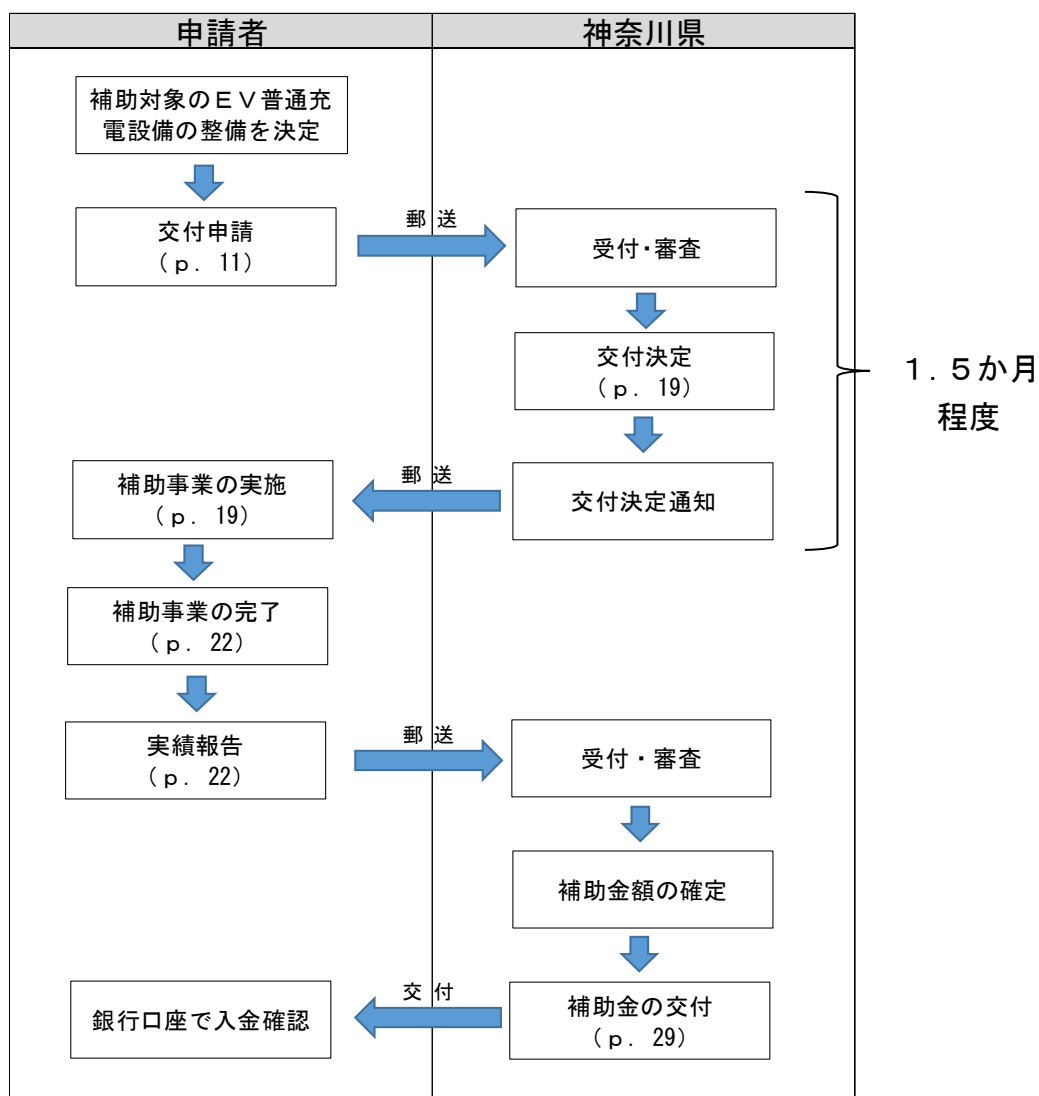 申請者
神奈川県
補助対象のＥＶ普通充
電設備の整備を決定
交付申請
（ｐ．11）
郵 送
受付・審査
交付決定
（ｐ．19）
１．５か月
程度
交付決定通知
郵 送
補助事業の実施
（ｐ．19）
補助事業の完了
（ｐ．22）
実績報告
（ｐ．22）
郵 送
受付・審査
補助金額の確定
補助金の交付
（ｐ．29）
交 付
銀行口座で入金確認